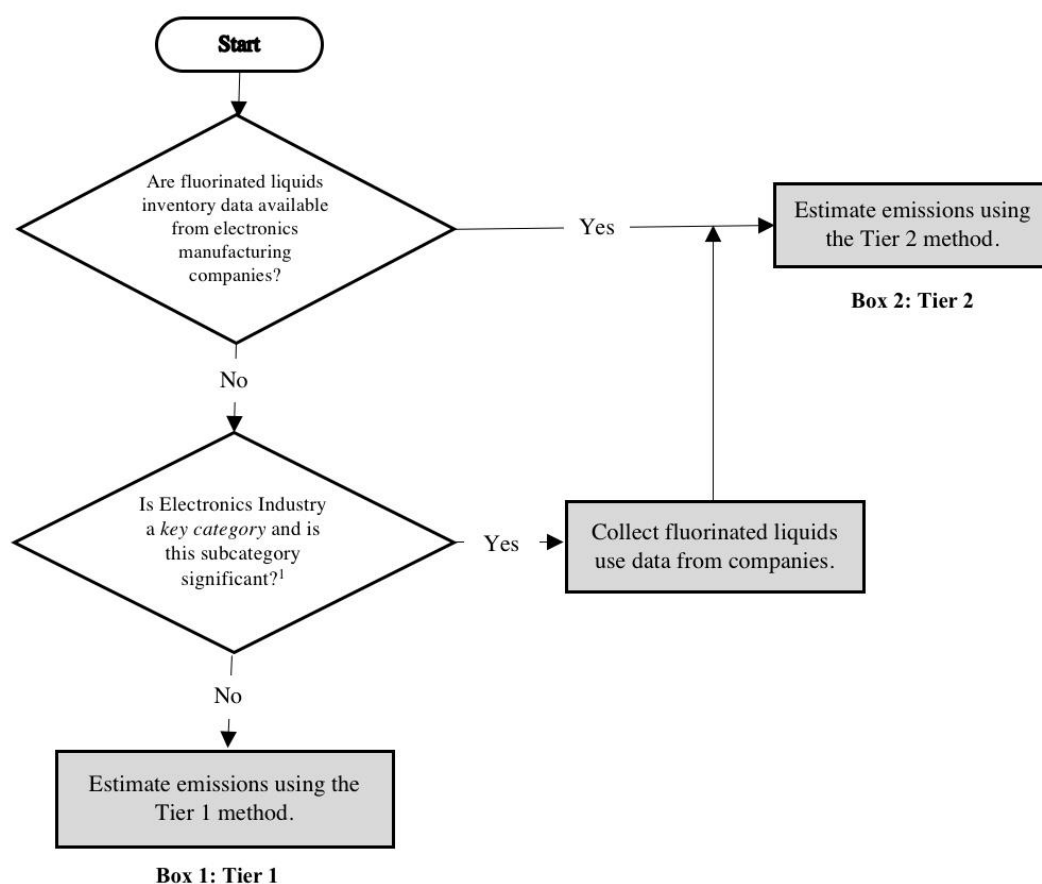 Start
Are fluorinated liquids
inventory data available
from electronics
manufacturing
companies?
Yes
Estimate emissions using
the Tier 2 method.
Box 2: Tier 2
No
Is Electronics Industry
a key category and is
this subcategory
significant?¹
Yes
Collect fluorinated liquids
use data from companies.
No
Estimate emissions using the
Tier 1 method.
Box 1: Tier 1